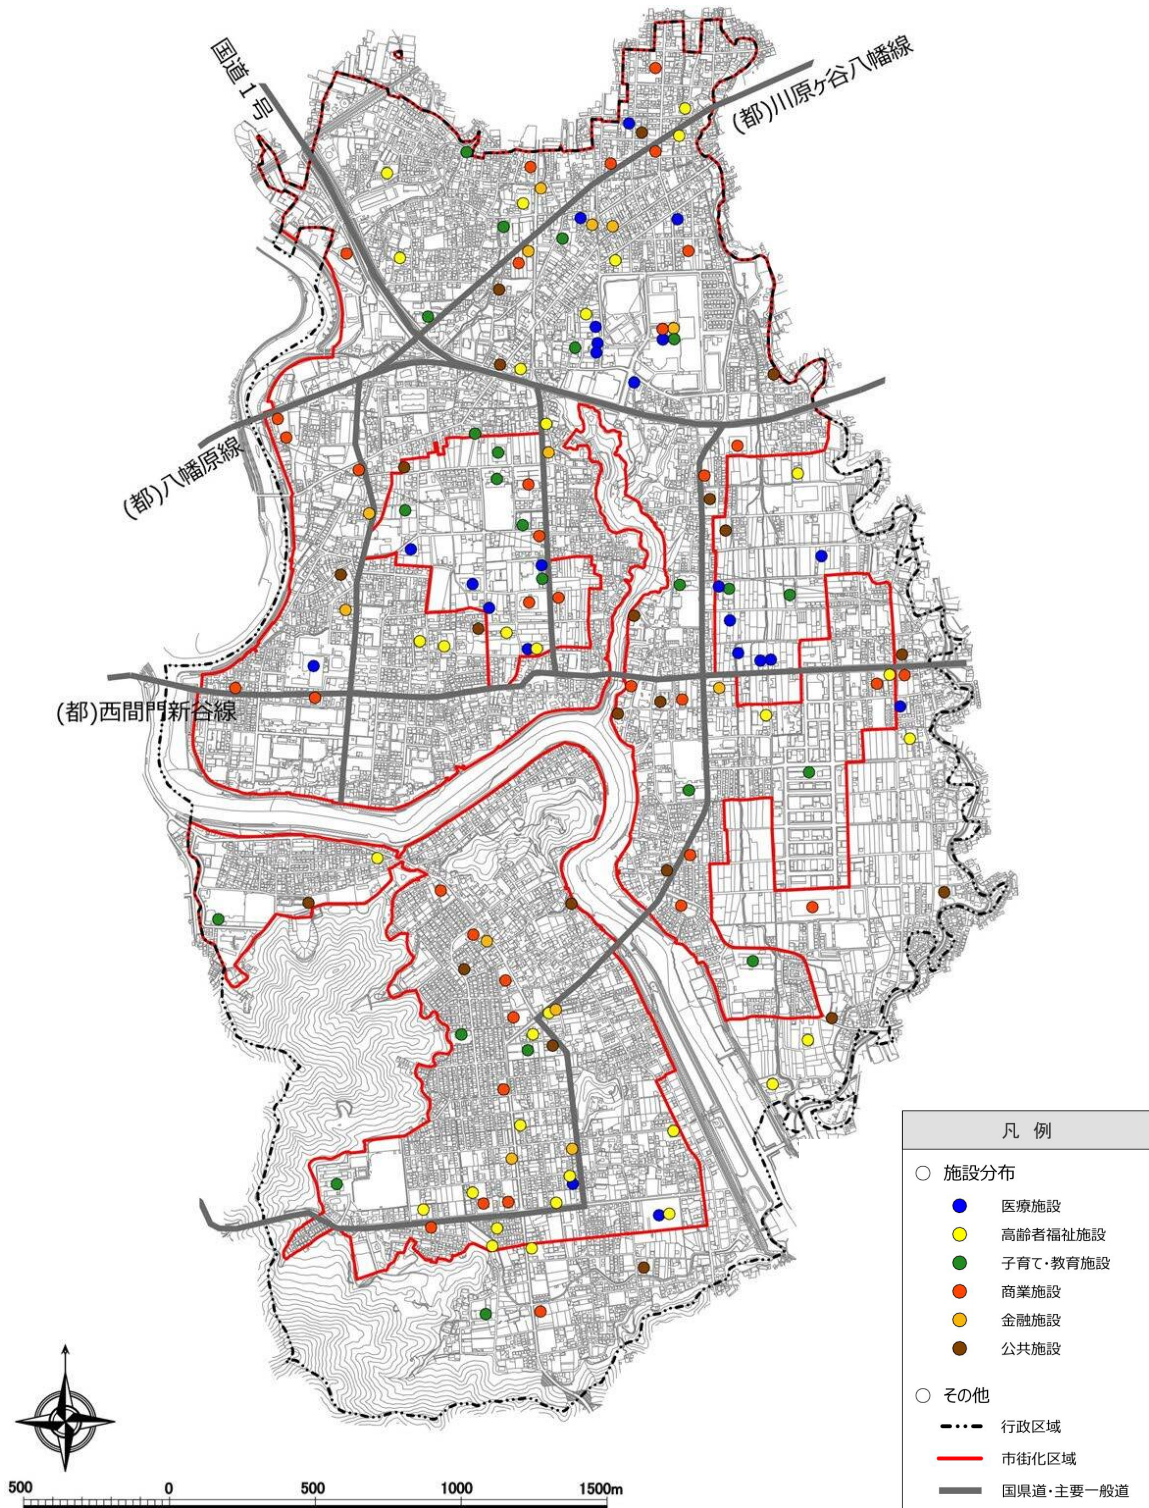 国道1号
(都)川原ヶ谷八幡線
(都)八幡原線
(都)西間門新谷線
凡 例
○ 施設分布
医療施設
高齢者福祉施設
子育て・教育施設
商業施設
金融施設
公共施設
○ その他
行政区域
市街化区域
国県道・主要一般道
500 0 500 1000 1500m